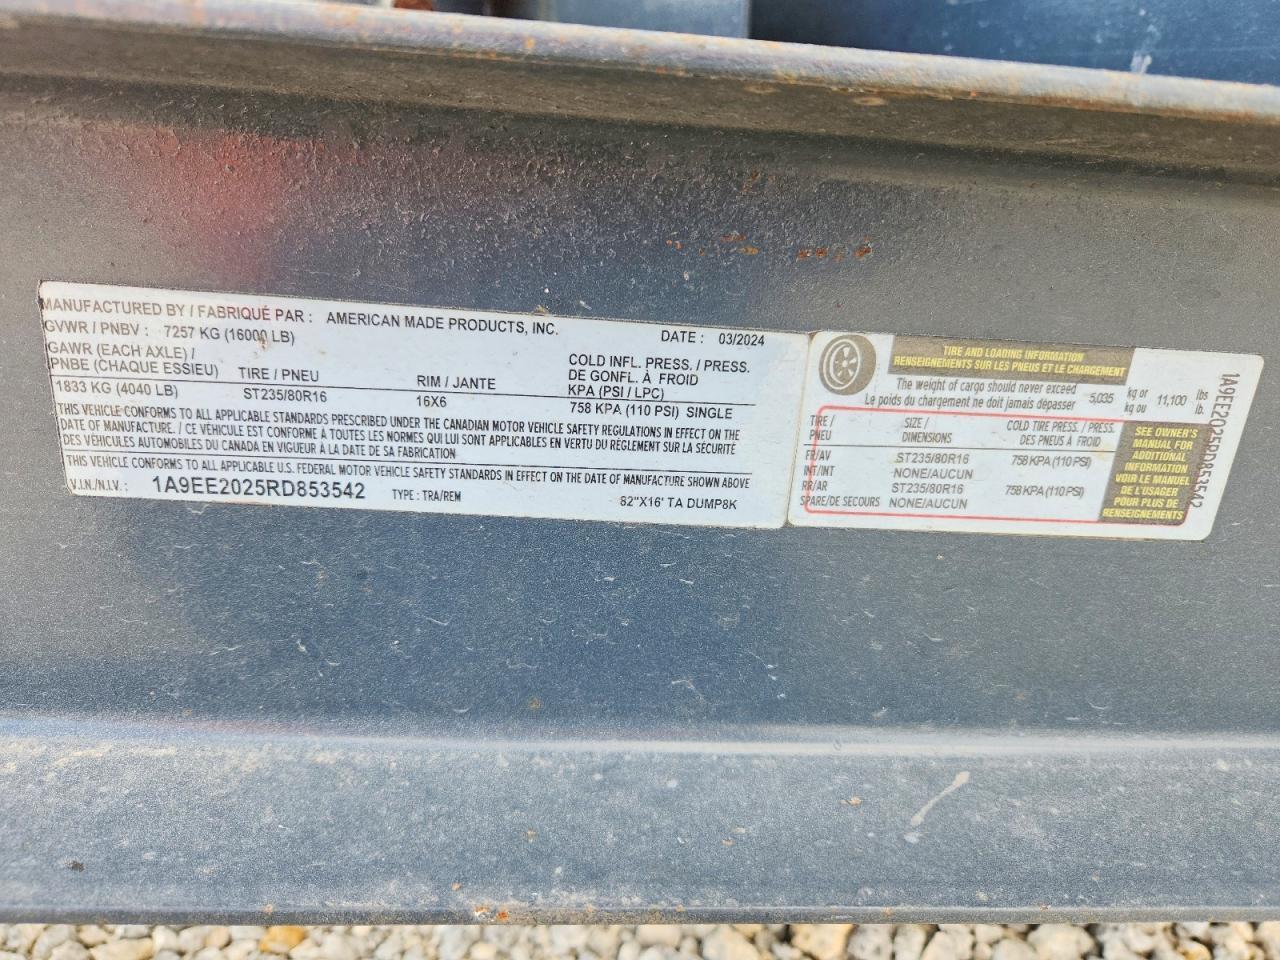 MANUFACTURED BY / FABRIQUÉ PAR : AMERICAN MADE PRODUCTS, INC.
GVWR / PNBV : 7257 KG (16000 LB) DATE : 03/2024
GAWR (EACH AXLE) /
PNBE (CHAQUE ESSIEU) TIRE / PNEU RIM / JANTE COLD INFL. PRESS. / PRESS.
DE GONFL. À FROID
KPA (PSI / LPC)
1833 KG (4040 LB) ST235/80R16 16X6 758 KPA (110 PSI) SINGLE
THIS VEHICLE CONFORMS TO ALL APPLICABLE STANDARDS PRESCRIBED UNDER THE CANADIAN MOTOR VEHICLE SAFETY REGULATIONS IN EFFECT ON THE
DATE OF MANUFACTURE. / CE VÉHICULE EST CONFORME À TOUTES LES NORMES QUI LUI SONT APPLICABLES EN VERTU DU RÉGLEMENT SUR LA SÉCURITÉ
DES VÉHICULES AUTOMOBILES DU CANADA EN VIGUEUR À LA DATE DE SA FABRICATION
THIS VEHICLE CONFORMS TO ALL APPLICABLE U.S. FEDERAL MOTOR VEHICLE SAFETY STANDARDS IN EFFECT ON THE DATE OF MANUFACTURE SHOWN ABOVE
V.I.N./N.I.V. : 1A9EE2025RD853542 TYPE : TRA/REM 82"X16' TA DUMP8K
TIRE AND LOADING INFORMATION
RENSEIGNEMENTS SUR LES PNEUS ET LE CHARGEMENT
The weight of cargo should never exceed
Le poids du chargement ne doit jamais dépasser 5,035 kg or kg ou 11,100 lbs lb.
TIRE / PNEU SIZE / DIMENSIONS COLD TIRE PRESS. / PRESS. DES PNEUS À FROID
FR/AV ST235/80R16 758 KPA (110 PSI)
INT/INT NONE/AUCUN
RR/AR ST235/80R16 758 KPA (110 PSI)
SPARE/DE SECOURS NONE/AUCUN
SEE OWNER'S
MANUAL FOR
ADDITIONAL
INFORMATION
VOIR LE MANUEL
DE L'USAGER
POUR PLUS DE
RENSEIGNEMENTS
1A9EE2025RD853542